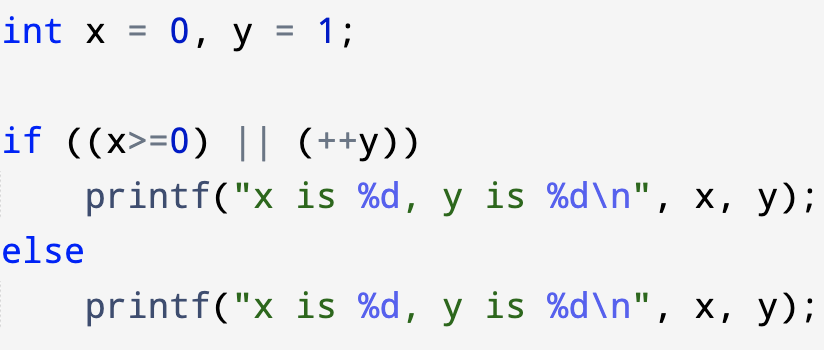 int x = 0, y = 1;
if ((x>=0) || (++y))
printf("x is %d, y is %d\n", x, y);
else
printf("x is %d, y is %d\n", x, y);